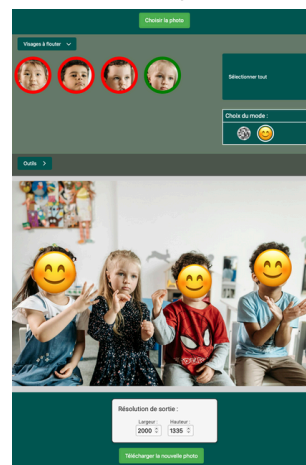 Choisir la photo
Visages à flouter
Sélectionner tout
Choix du mode :
Outils
Résolution de sortie :
Largeur : Hauteur :
2000 1335
Télécharger la nouvelle photo